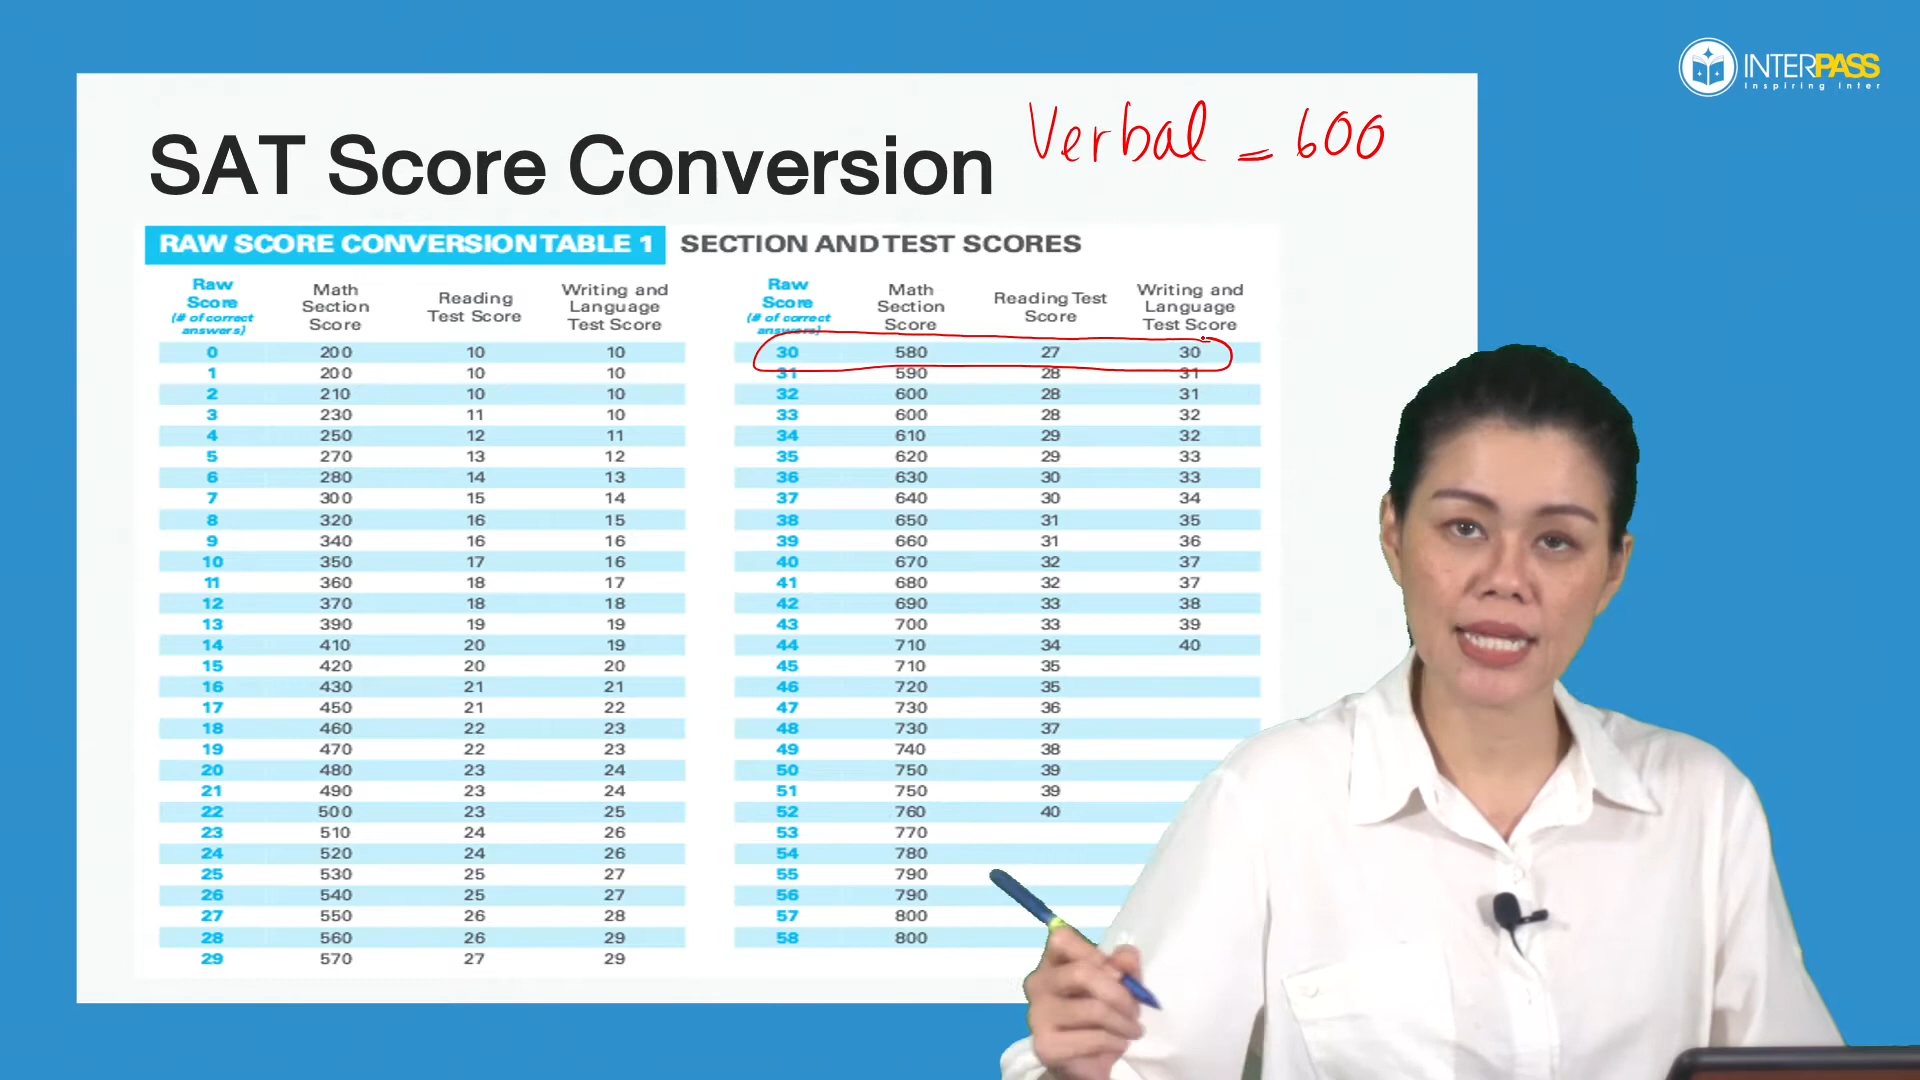 INTERPASS
Inspiring Inter
SAT Score Conversion
Verbal = 600
RAW SCORE CONVERSION TABLE 1 SECTION AND TEST SCORES
Raw Score (# of correct answers) Math Section Score Reading Test Score Writing and Language Test Score
0 200 10 10
1 200 10 10
2 210 10 10
3 230 11 10
4 250 12 11
5 270 13 12
6 280 14 13
7 300 15 14
8 320 16 15
9 340 16 16
10 350 17 16
11 360 18 17
12 370 18 18
13 390 19 19
14 410 20 19
15 420 20 20
16 430 21 21
17 450 21 22
18 460 22 23
19 470 22 23
20 480 23 24
21 490 23 24
22 500 23 25
23 510 24 26
24 520 24 26
25 530 25 27
26 540 25 27
27 550 26 28
28 560 26 29
29 570 27 29
Raw Score (# of correct answers) Math Section Score Reading Test Score Writing and Language Test Score
30 580 27 30
31 590 28 31
32 600 28 31
33 600 28 32
34 610 29 32
35 620 29 33
36 630 30 33
37 640 30 34
38 650 31 35
39 660 31 36
40 670 32 37
41 680 32 37
42 690 33 38
43 700 33 39
44 710 34 40
45 710 35
46 720 35
47 730 36
48 730 37
49 740 38
50 750 39
51 750 39
52 760 40
53 770
54 780
55 790
56 790
57 800
58 800